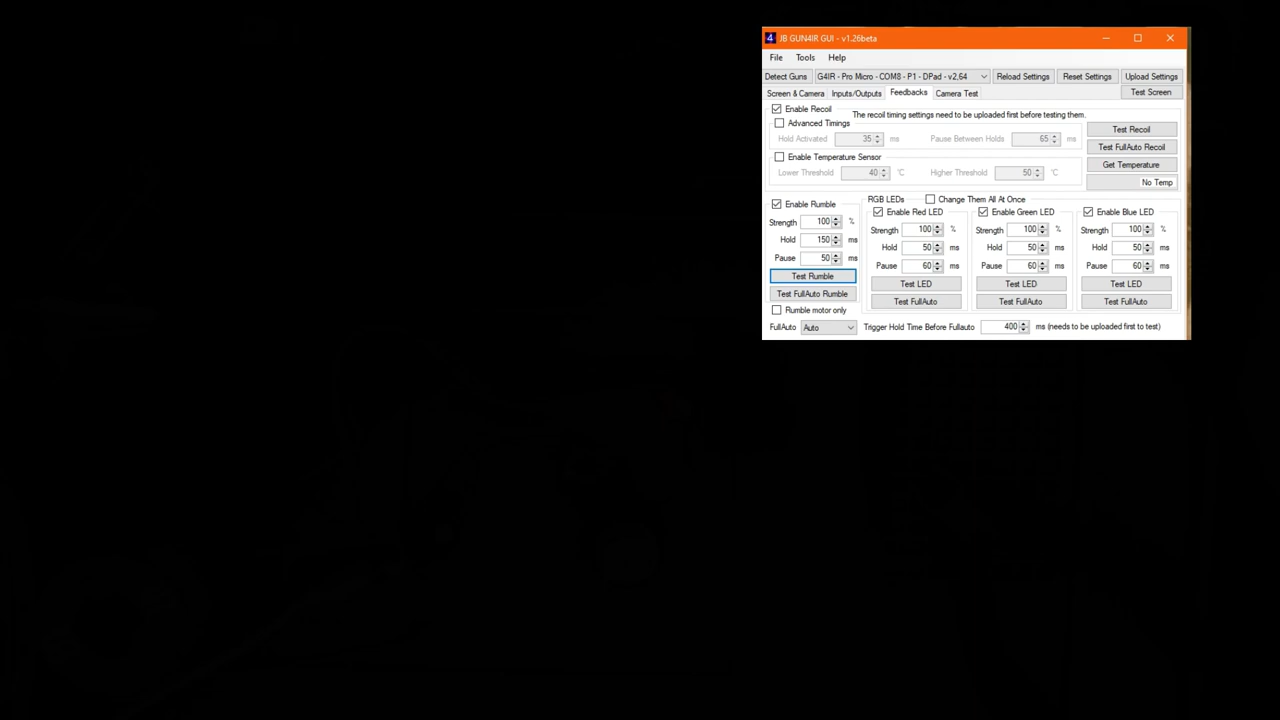 4 JB GUN4IR GUI - v1.26beta
File Tools Help
Detect Guns G4IR - Pro Micro - COM8 - P1 - DPad - v2,64 Reload Settings Reset Settings Upload Settings
Screen & Camera Inputs/Outputs Feedbacks Camera Test Test Screen
Enable Recoil The recoil timing settings need to be uploaded first before testing them.
Advanced Timings Test Recoil
Hold Activated 35 ms Pause Between Holds 65 ms Test FullAuto Recoil
Enable Temperature Sensor Get Temperature
Lower Threshold 40 °C Higher Threshold 50 °C No Temp
RGB LEDs Change Them All At Once
Enable Rumble Enable Red LED Enable Green LED Enable Blue LED
Strength 100 % Strength 100 % Strength 100 % Strength 100 %
Hold 150 ms Hold 50 ms Hold 50 ms Hold 50 ms
Pause 50 ms Pause 60 ms Pause 60 ms Pause 60 ms
Test Rumble Test LED Test LED Test LED
Test FullAuto Rumble Test FullAuto Test FullAuto Test FullAuto
Rumble motor only
FullAuto Auto Trigger Hold Time Before Fullauto 400 ms (needs to be uploaded first to test)